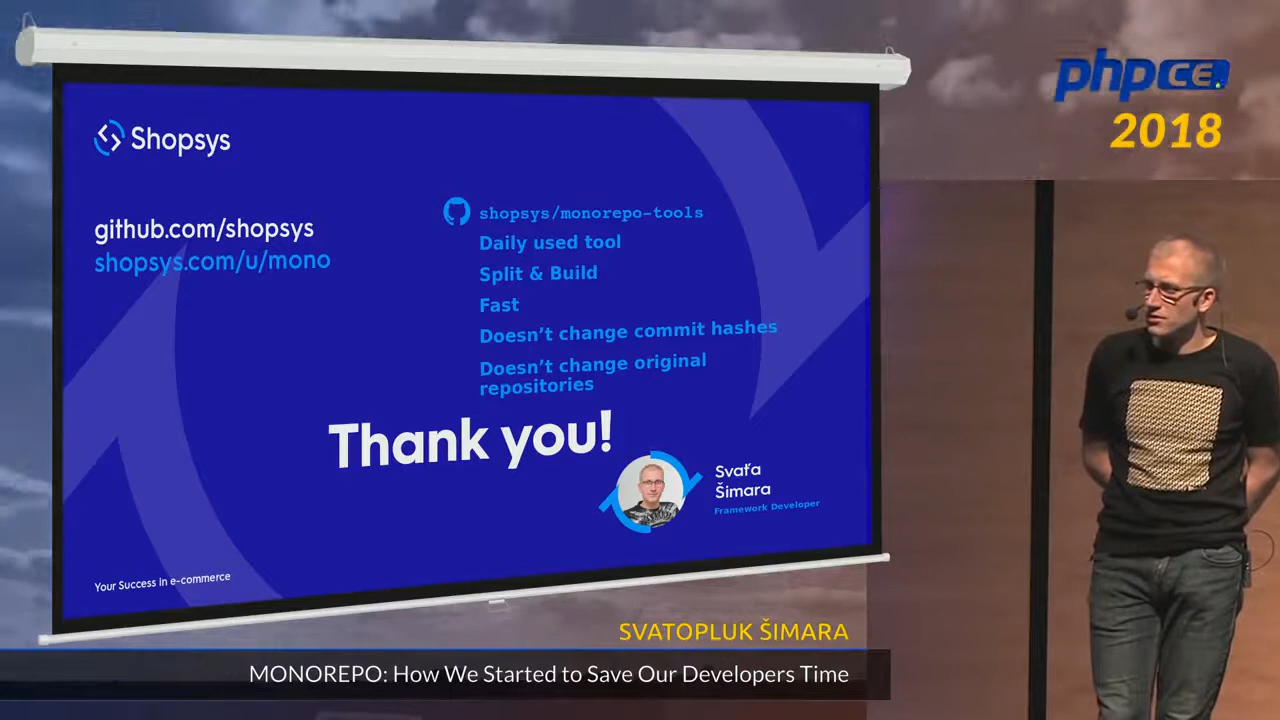 phpce
2018
Shopsys
github.com/shopsys
shopsys.com/u/mono
shopsys/monorepo-tools
Daily used tool
Split & Build
Fast
Doesn’t change commit hashes
Doesn’t change original
repositories
Thank you!
Svaťa
Šimara
Framework Developer
Your Success in e-commerce
SVATOPLUK ŠIMARA
MONOREPO: How We Started to Save Our Developers Time